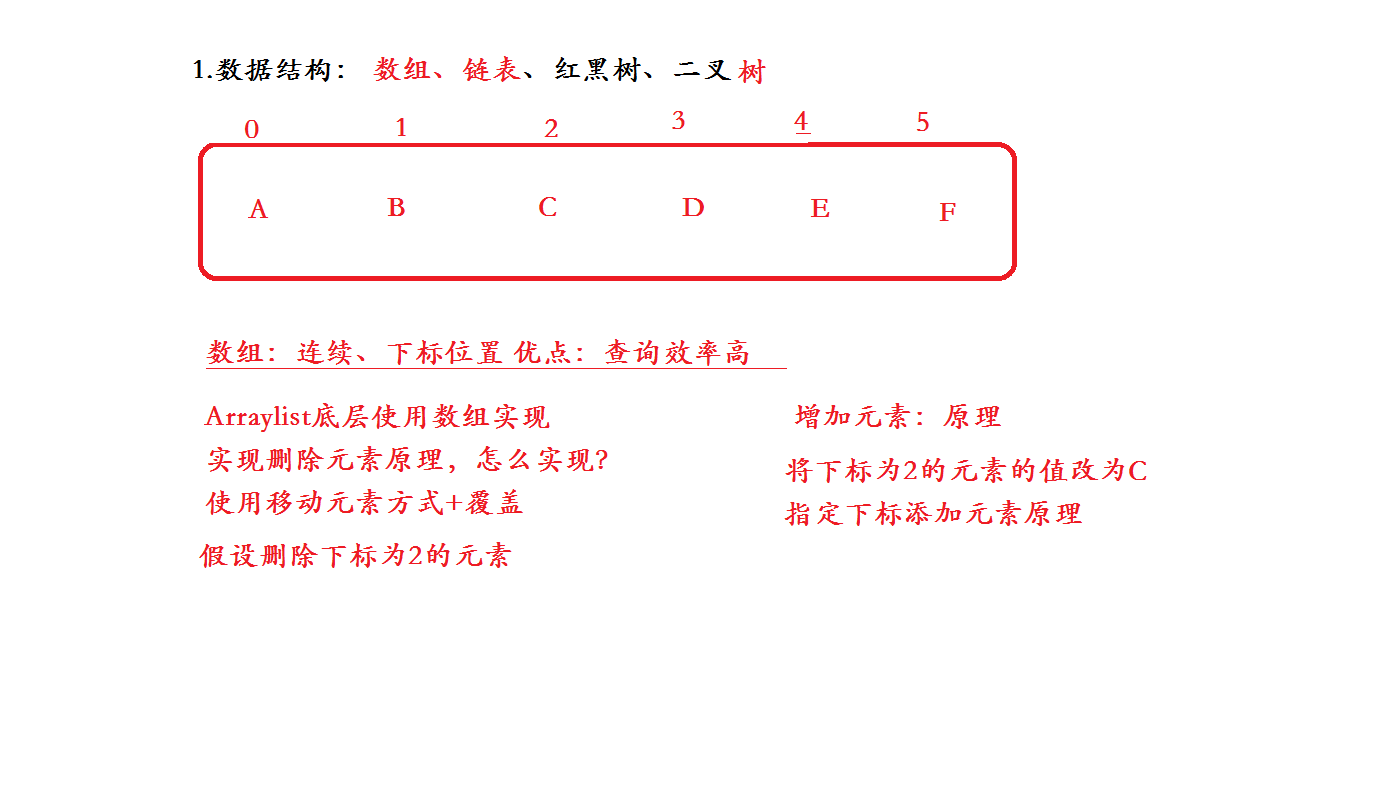 1.数据结构： 数组、链表、红黑树、二叉树
0 1 2 3 4 5
A B C D E F
数组：连续、下标位置 优点：查询效率高
Arraylist底层使用数组实现
实现删除元素原理，怎么实现?
使用移动元素方式+覆盖
假设删除下标为2的元素
增加元素：原理
将下标为2的元素的值改为C
指定下标添加元素原理